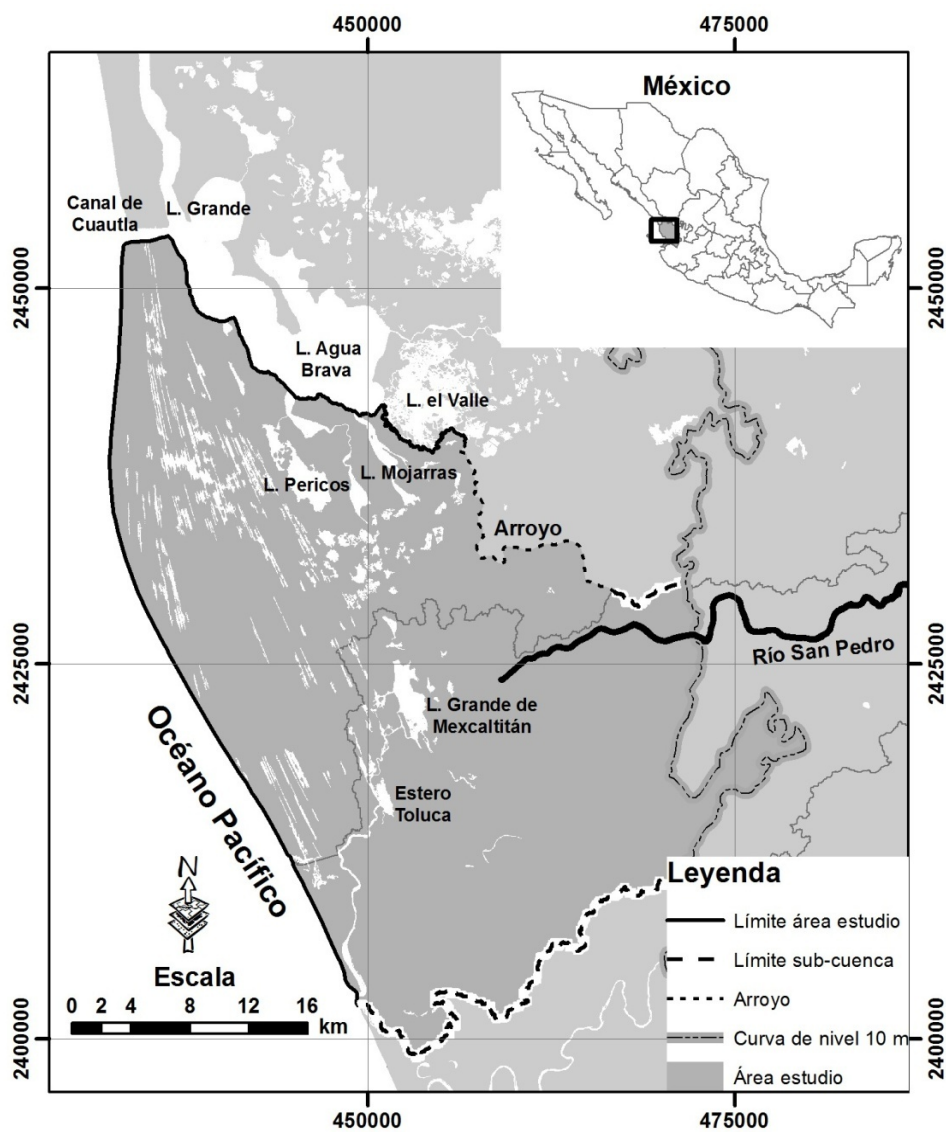 450000
475000
México
Canal de
Cuautla
L. Grande
2450000
2450000
L. Agua
Brava
L. el Valle
L. Pericos
L. Mojarras
Arroyo
2425000
2425000
Río San Pedro
L. Grande de
Mexcaltitán
Océano Pacífico
Estero
Toluca
N
Escala
0 2 4 8 12 16
km
Leyenda
Límite área estudio
Límite sub-cuenca
Arroyo
Curva de nivel 10 m
Área estudio
2400000
2400000
450000
475000